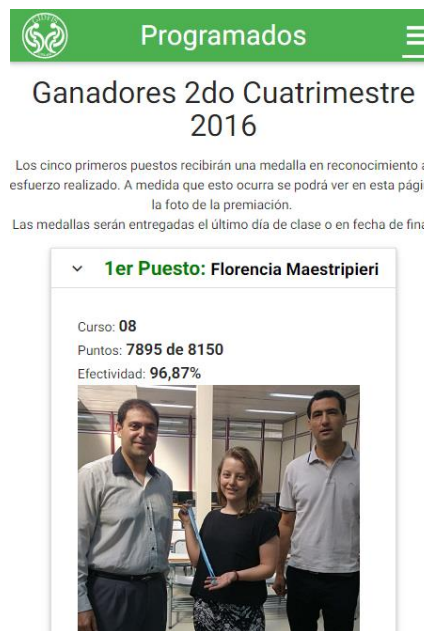 Programados
Ganadores 2do Cuatrimestre
2016
Los cinco primeros puestos recibirán una medalla en reconocimiento a
esfuerzo realizado. A medida que esto ocurra se podrá ver en esta pági
la foto de la premiación.
Las medallas serán entregadas el último día de clase o en fecha de fina
1er Puesto: Florencia Maestripieri
Curso: 08
Puntos: 7895 de 8150
Efectividad: 96,87%